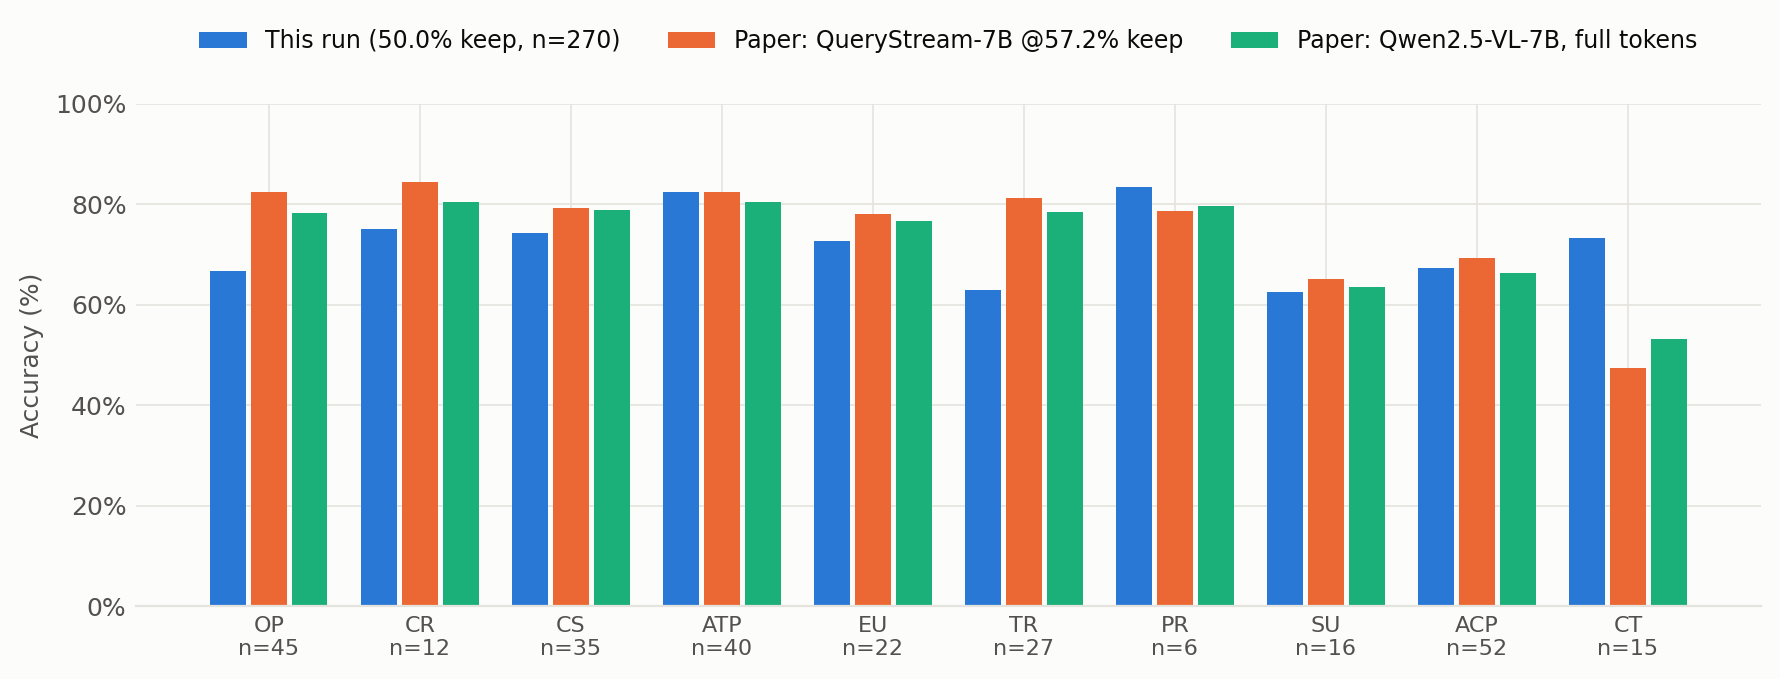 This run (50.0% keep, n=270) Paper: QueryStream-7B @57.2% keep Paper: Qwen2.5-VL-7B, full tokens
Accuracy (%)
100%
80%
60%
40%
20%
0%
OP CR CS ATP EU TR PR SU ACP CT
n=45 n=12 n=35 n=40 n=22 n=27 n=6 n=16 n=52 n=15